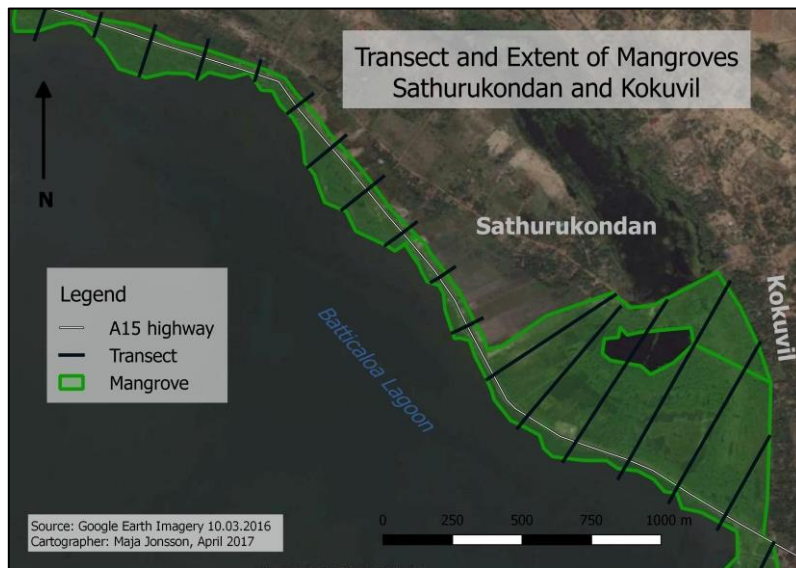 Transect and Extent of Mangroves
Sathurukondan and Kokuvil
N
Sathurukondan
Kokuvil
Legend
A15 highway
Transect
Mangrove
Batticaloa Lagoon
Source: Google Earth Imagery 10.03.2016
Cartographer: Maja Jonsson, April 2017
0 250 500 750 1000 m